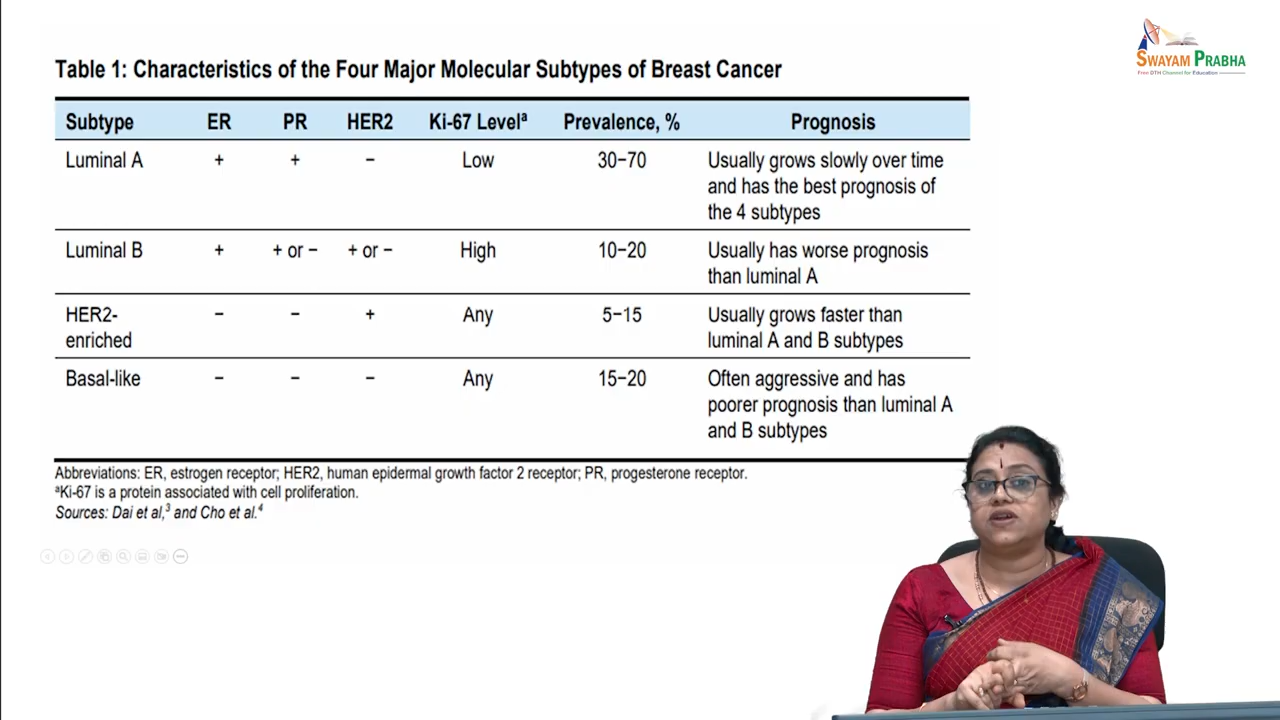 SWAYAM PRABHA
Free DTH Channel for Education
Table 1: Characteristics of the Four Major Molecular Subtypes of Breast Cancer
Subtype ER PR HER2 Ki-67 Levelª Prevalence, % Prognosis
Luminal A + + − Low 30−70 Usually grows slowly over time
and has the best prognosis of
the 4 subtypes
Luminal B + + or − + or − High 10−20 Usually has worse prognosis
than luminal A
HER2- − − + Any 5−15 Usually grows faster than
enriched luminal A and B subtypes
Basal-like − − − Any 15−20 Often aggressive and has
poorer prognosis than luminal A
and B subtypes
Abbreviations: ER, estrogen receptor; HER2, human epidermal growth factor 2 receptor; PR, progesterone receptor.
ªKi-67 is a protein associated with cell proliferation.
Sources: Dai et al,³ and Cho et al.⁴